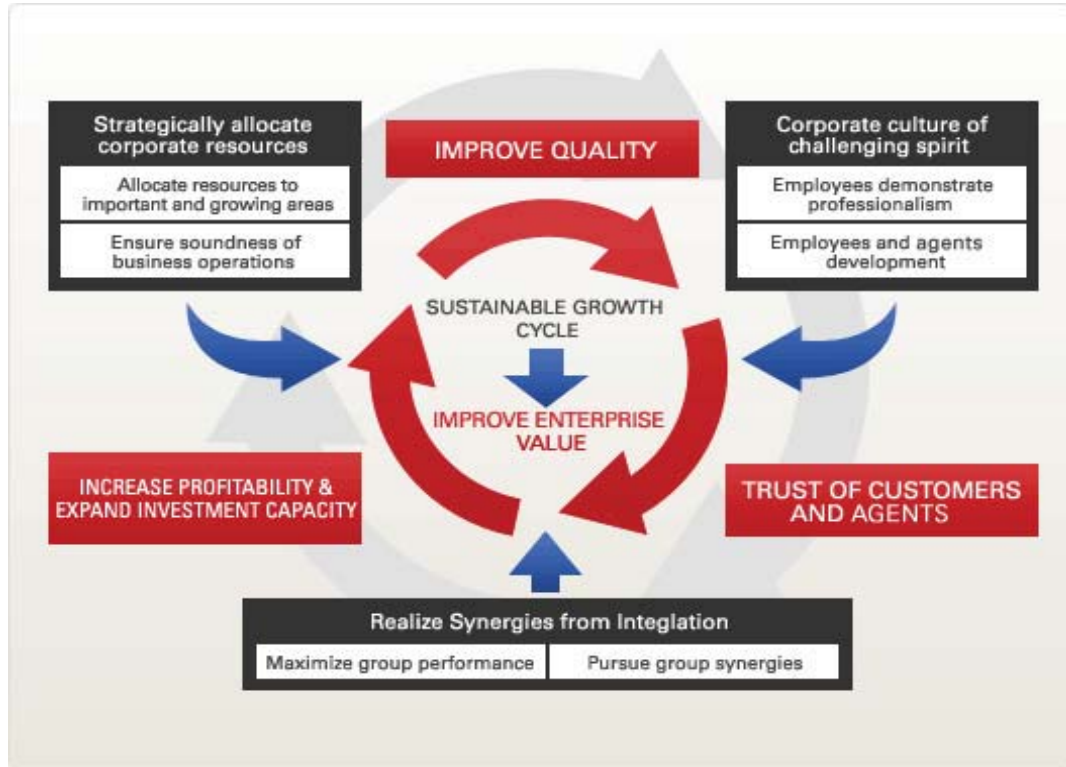 Strategically allocate
corporate resources
Allocate resources to
important and growing areas
Ensure soundness of
business operations
IMPROVE QUALITY
Corporate culture of
challenging spirit
Employees demonstrate
professionalism
Employees and agents
development
SUSTAINABLE GROWTH
CYCLE
IMPROVE ENTERPRISE
VALUE
INCREASE PROFITABILITY &
EXPAND INVESTMENT CAPACITY
TRUST OF CUSTOMERS
AND AGENTS
Realize Synergies from Integlation
Maximize group performance
Pursue group synergies